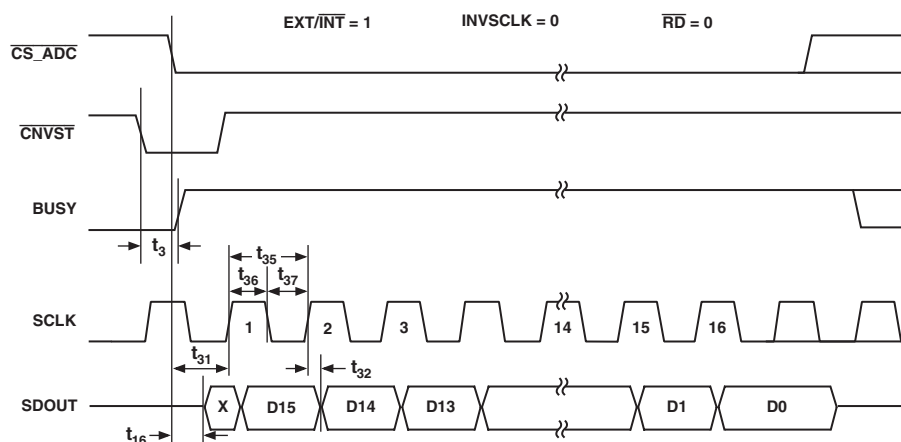 EXT/INT = 1 INVSCLK = 0 RD = 0
CS_ADC
CNVST
BUSY
t3
t35
t36 t37
SCLK
1 2 3 14 15 16
t31
t32
SDOUT
X D15 D14 D13 D1 D0
t16